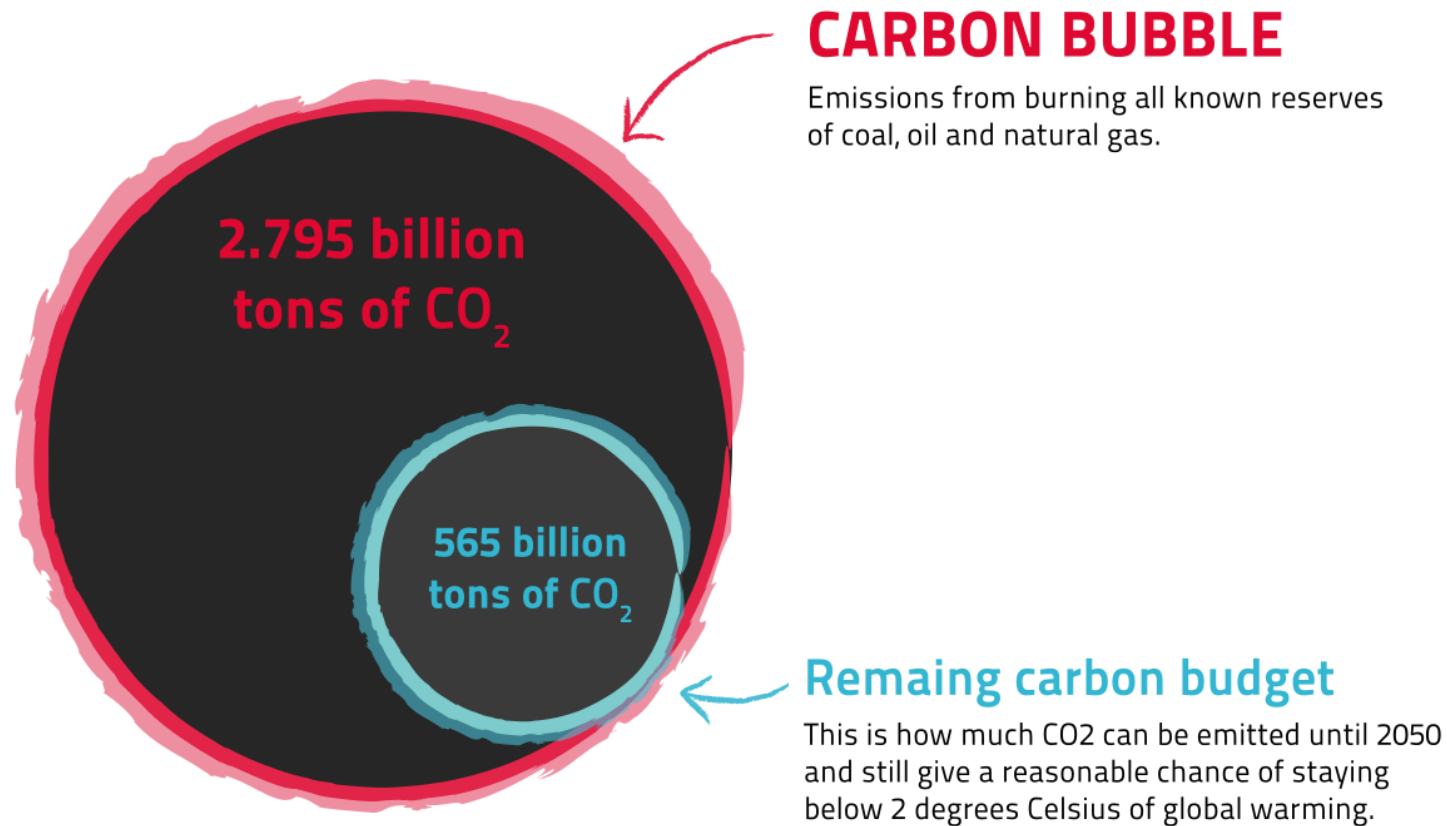 CARBON BUBBLE
Emissions from burning all known reserves
of coal, oil and natural gas.
2.795 billion
tons of CO₂
565 billion
tons of CO₂
Remaing carbon budget
This is how much CO2 can be emitted until 2050
and still give a reasonable chance of staying
below 2 degrees Celsius of global warming.